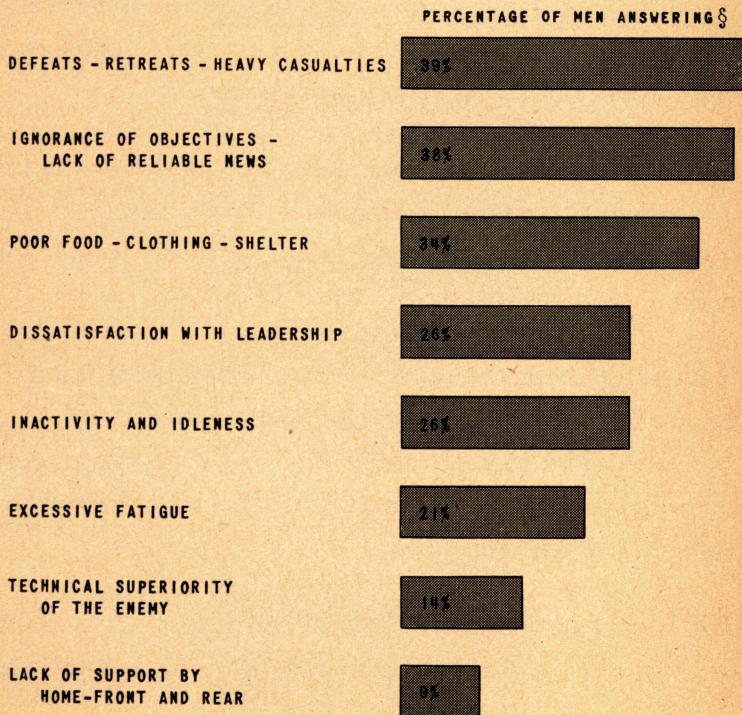 PERCENTAGE OF MEN ANSWERING§
DEFEATS - RETREATS - HEAVY CASUALTIES 39%
IGNORANCE OF OBJECTIVES -
LACK OF RELIABLE NEWS
38%
POOR FOOD - CLOTHING - SHELTER 34%
DISSATISFACTION WITH LEADERSHIP 26%
INACTIVITY AND IDLENESS 26%
EXCESSIVE FATIGUE 21%
TECHNICAL SUPERIORITY
OF THE ENEMY
14%
LACK OF SUPPORT BY
HOME-FRONT AND REAR
9%